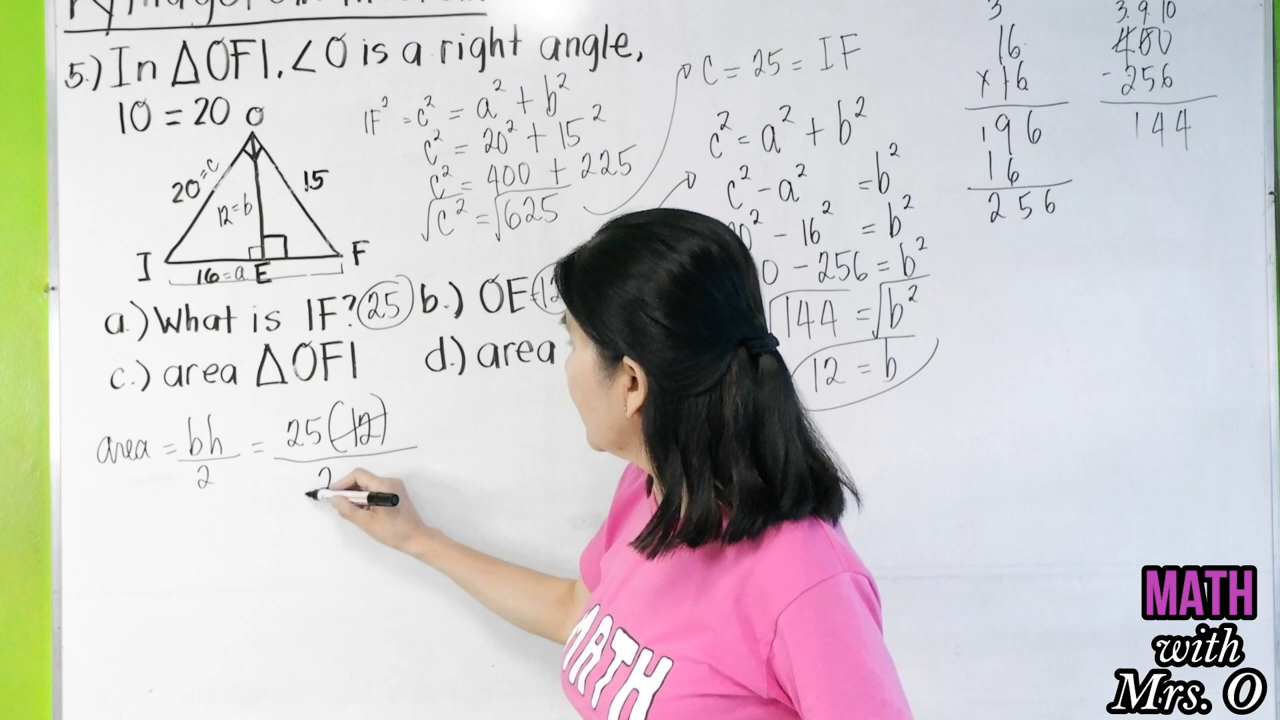 5.) In △OFI, ∠O is a right angle,
IO = 20
O
20=c
12=b
15
I
16=a
E
F
IF² = c² = a² + b²
c² = 20² + 15²
c² = 400 + 225
√c² = √625
C = 25 = IF
c² = a² + b²
c² - a² = b²
- 16² = b²
0 - 256 = b²
144 = √b²
12 = b
a.) What is IF? 25
b.) OE
c.) area △OFI
d.) area
area = bh/2 = 25(12)/2
3
16
x 16
196
16
256
3 9 10
400
- 256
144
MATH
MATH
with
Mrs. O